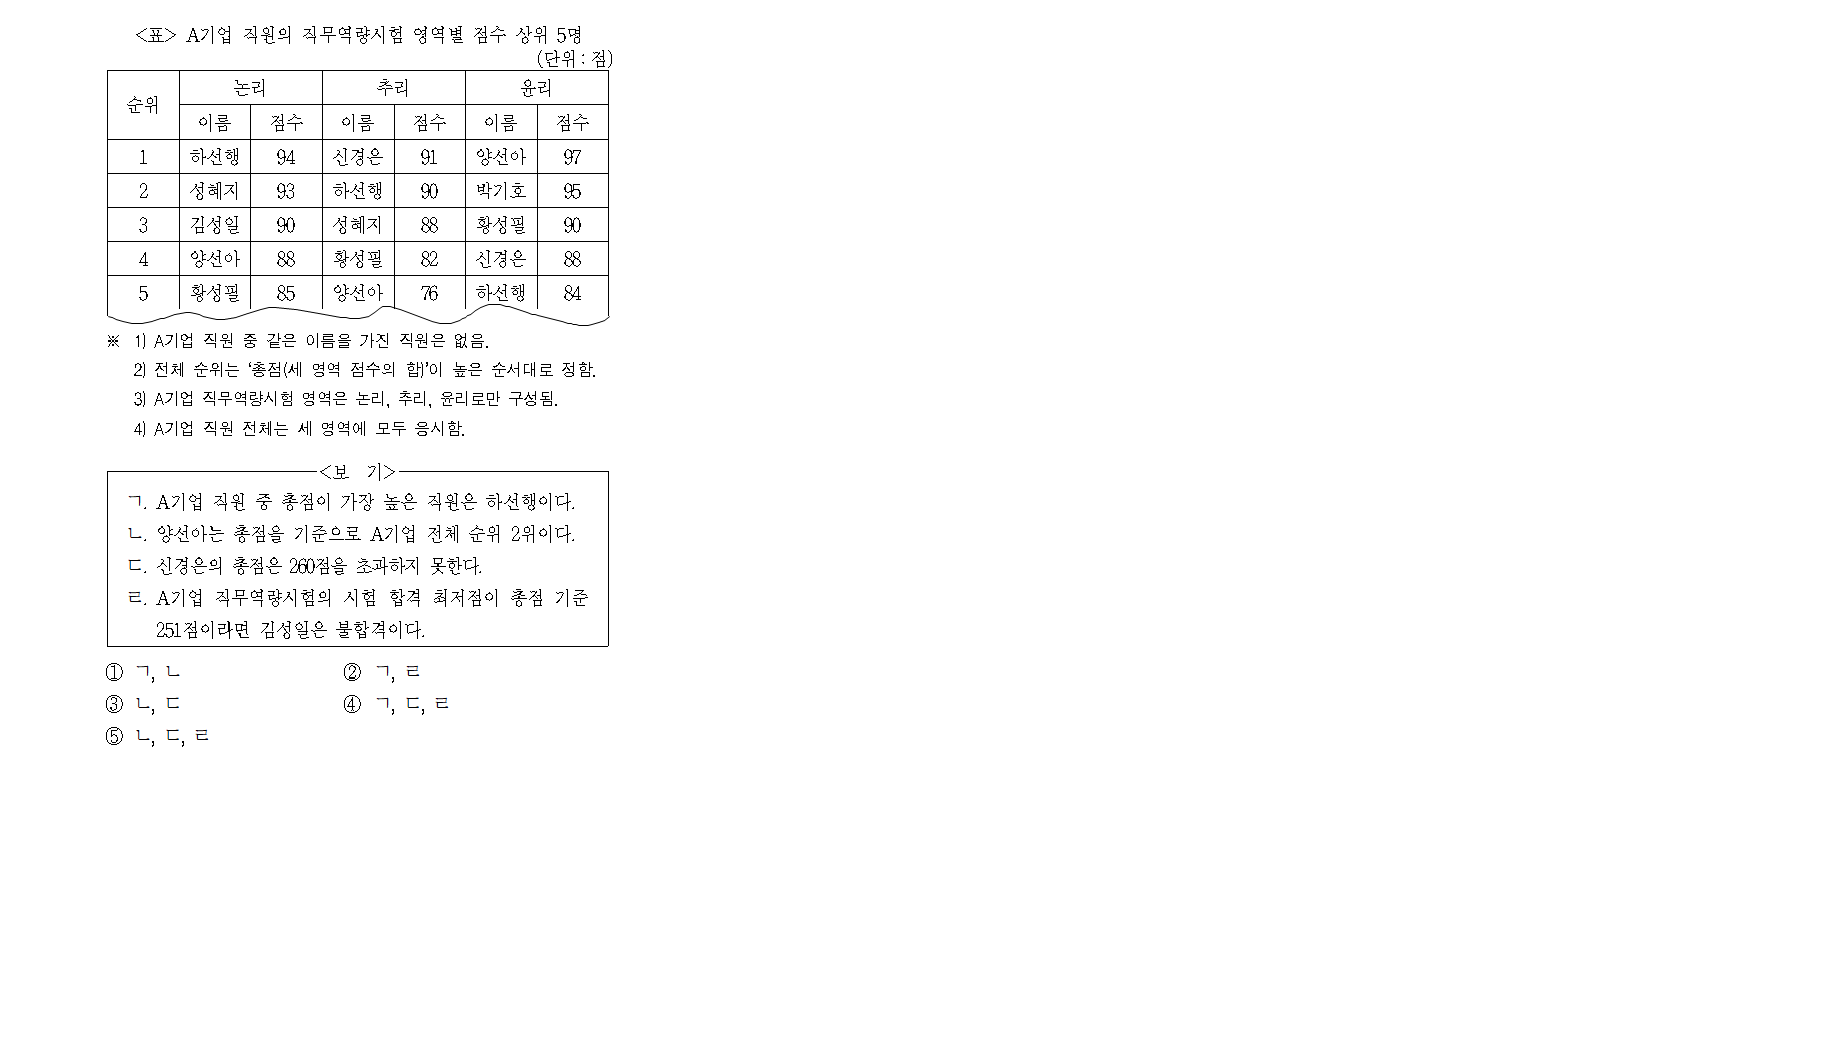 <표> A기업 직원의 직무역량시험 영역별 점수 상위 5명
(단위 : 점)
순위 논리 추리 윤리
이름 점수 이름 점수 이름 점수
1 하선행 94 신경은 91 양선아 97
2 성혜지 93 하선행 90 박기호 95
3 김성일 90 성혜지 88 황성필 90
4 양선아 88 황성필 82 신경은 88
5 황성필 85 양선아 76 하선행 84
※ 1) A기업 직원 중 같은 이름을 가진 직원은 없음.
2) 전체 순위는 ‘총점(세 영역 점수의 합)’이 높은 순서대로 정함.
3) A기업 직무역량시험 영역은 논리, 추리, 윤리로만 구성됨.
4) A기업 직원 전체는 세 영역에 모두 응시함.
<보 기>
ㄱ. A기업 직원 중 총점이 가장 높은 직원은 하선행이다.
ㄴ. 양선아는 총점을 기준으로 A기업 전체 순위 2위이다.
ㄷ. 신경은의 총점은 260점을 초과하지 못한다.
ㄹ. A기업 직무역량시험의 시험 합격 최저점이 총점 기준
251점이라면 김성일은 불합격이다.
① ㄱ, ㄴ ② ㄱ, ㄹ
③ ㄴ, ㄷ ④ ㄱ, ㄷ, ㄹ
⑤ ㄴ, ㄷ, ㄹ